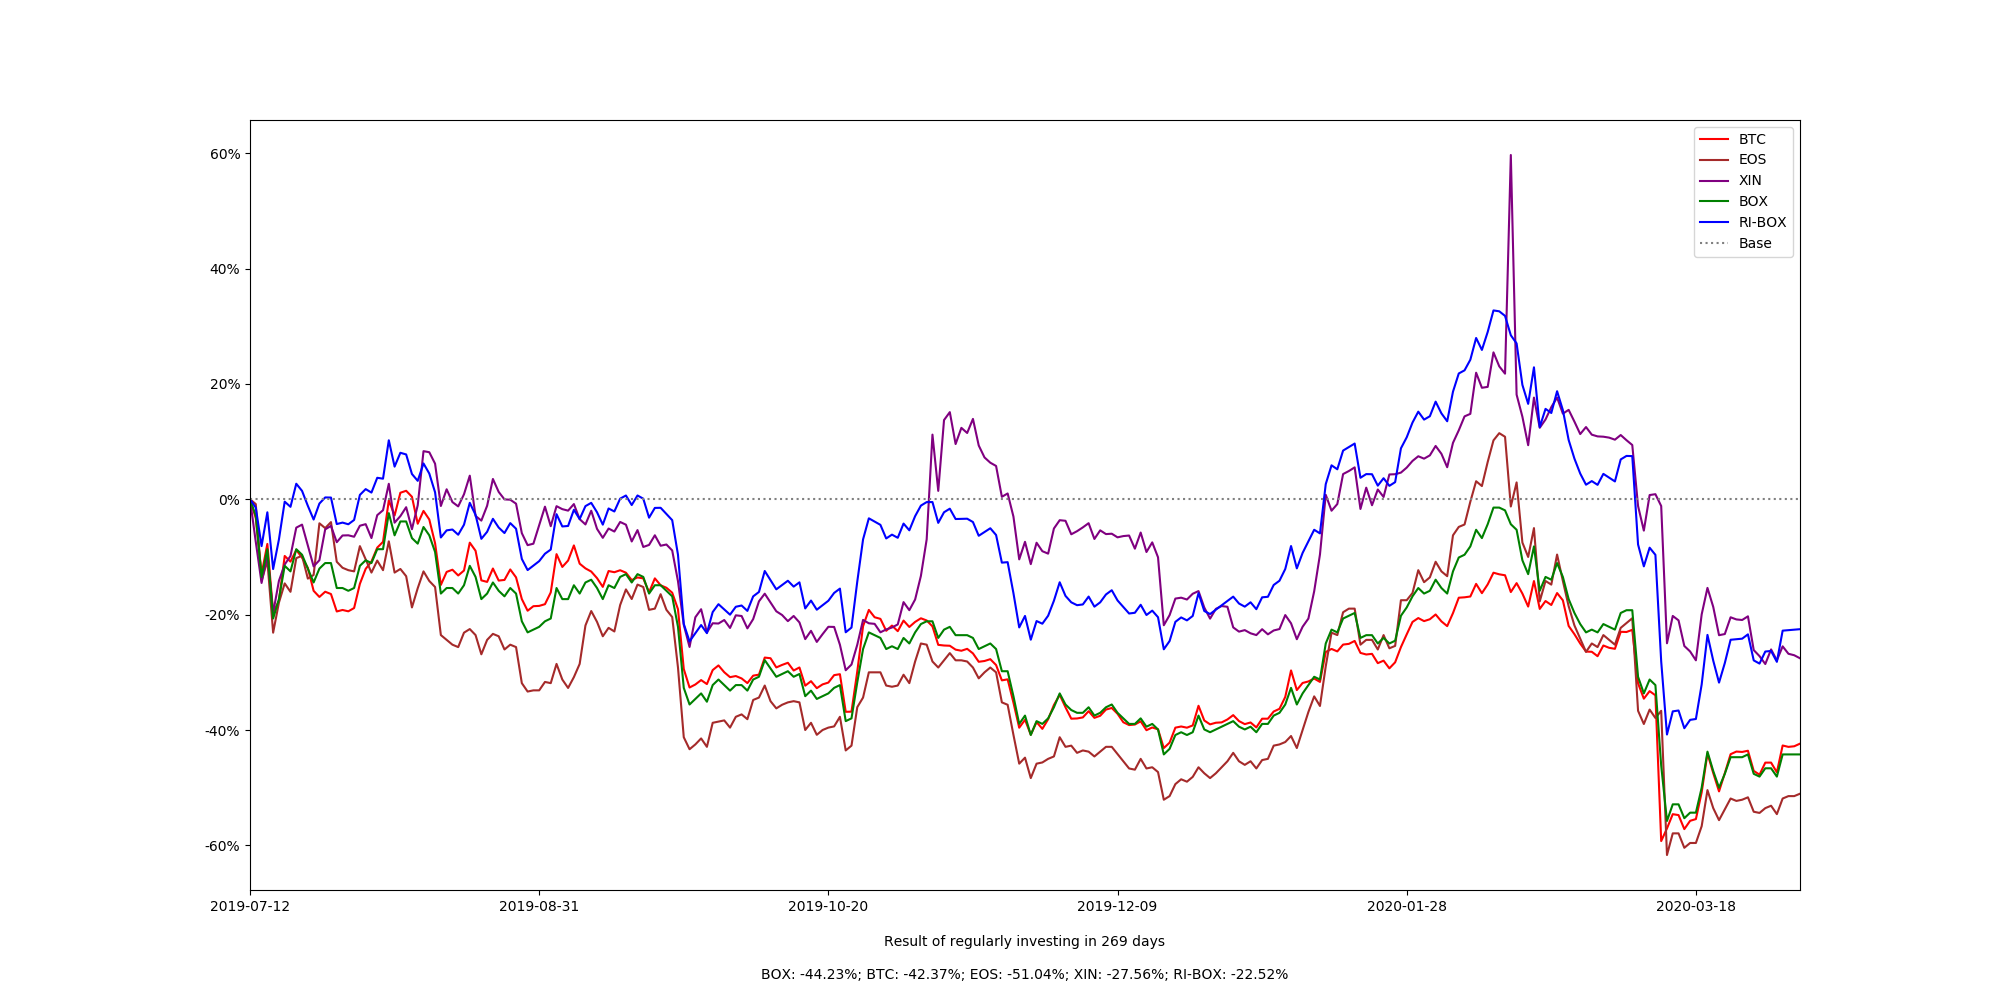 60%
40%
20%
0%
-20%
-40%
-60%
BTC
EOS
XIN
BOX
RI-BOX
Base
2019-07-12 2019-08-31 2019-10-20 2019-12-09 2020-01-28 2020-03-18
Result of regularly investing in 269 days
BOX: -44.23%; BTC: -42.37%; EOS: -51.04%; XIN: -27.56%; RI-BOX: -22.52%